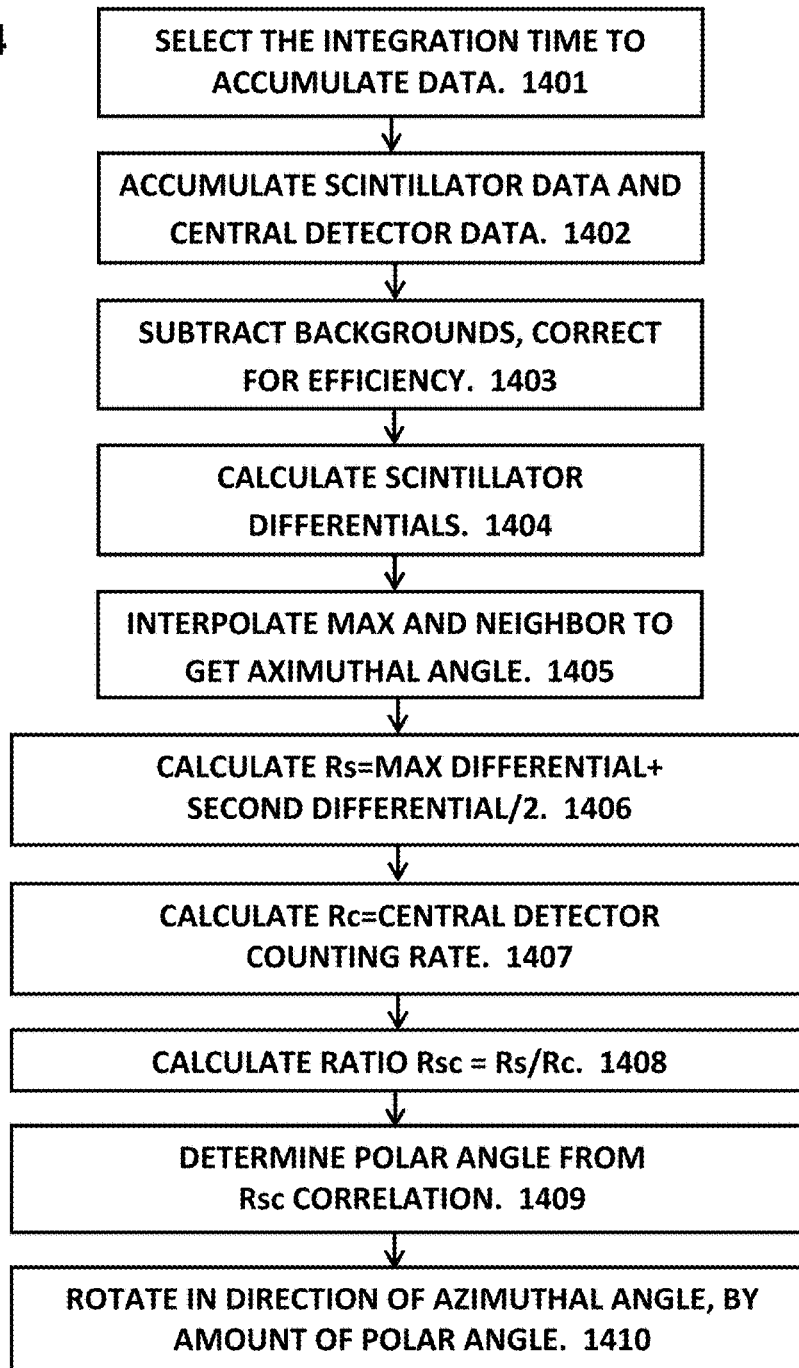 4
SELECT THE INTEGRATION TIME TO
ACCUMULATE DATA. 1401
ACCUMULATE SCINTILLATOR DATA AND
CENTRAL DETECTOR DATA. 1402
SUBTRACT BACKGROUNDS, CORRECT
FOR EFFICIENCY. 1403
CALCULATE SCINTILLATOR
DIFFERENTIALS. 1404
INTERPOLATE MAX AND NEIGHBOR TO
GET AXIMUTHAL ANGLE. 1405
CALCULATE Rs=MAX DIFFERENTIAL+
SECOND DIFFERENTIAL/2. 1406
CALCULATE Rc=CENTRAL DETECTOR
COUNTING RATE. 1407
CALCULATE RATIO Rsc = Rs/Rc. 1408
DETERMINE POLAR ANGLE FROM
Rsc CORRELATION. 1409
ROTATE IN DIRECTION OF AZIMUTHAL ANGLE, BY
AMOUNT OF POLAR ANGLE. 1410